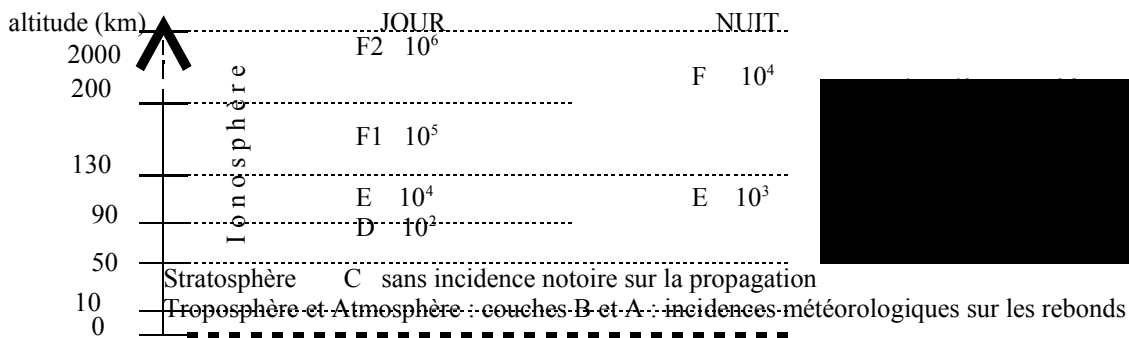 altitude (km) JOUR NUIT
2000 F2 10⁶
F 10⁴
200
Ionosphère
F1 10⁵
130
E 10⁴ E 10³
90 D 10²
50
Stratosphère C sans incidence notoire sur la propagation
10 Troposphère et Atmosphère : couches B et A : incidences météorologiques sur les rebonds
0